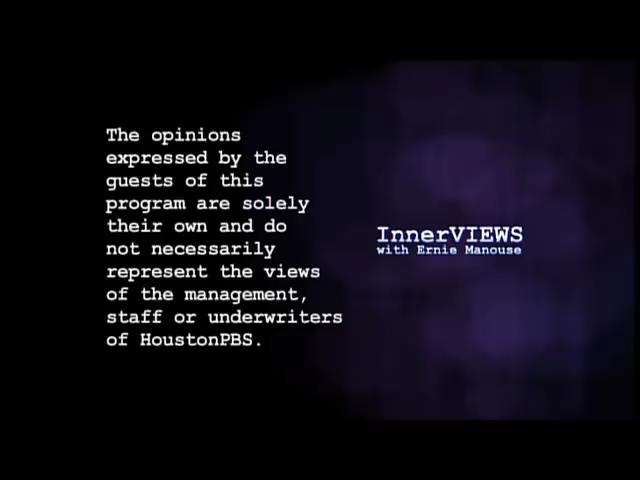 The opinions
expressed by the
guests of this
program are solely
their own and do
not necessarily
represent the views
of the management,
staff or underwriters
of HoustonPBS.
InnerVIEWS
with Ernie Manouse